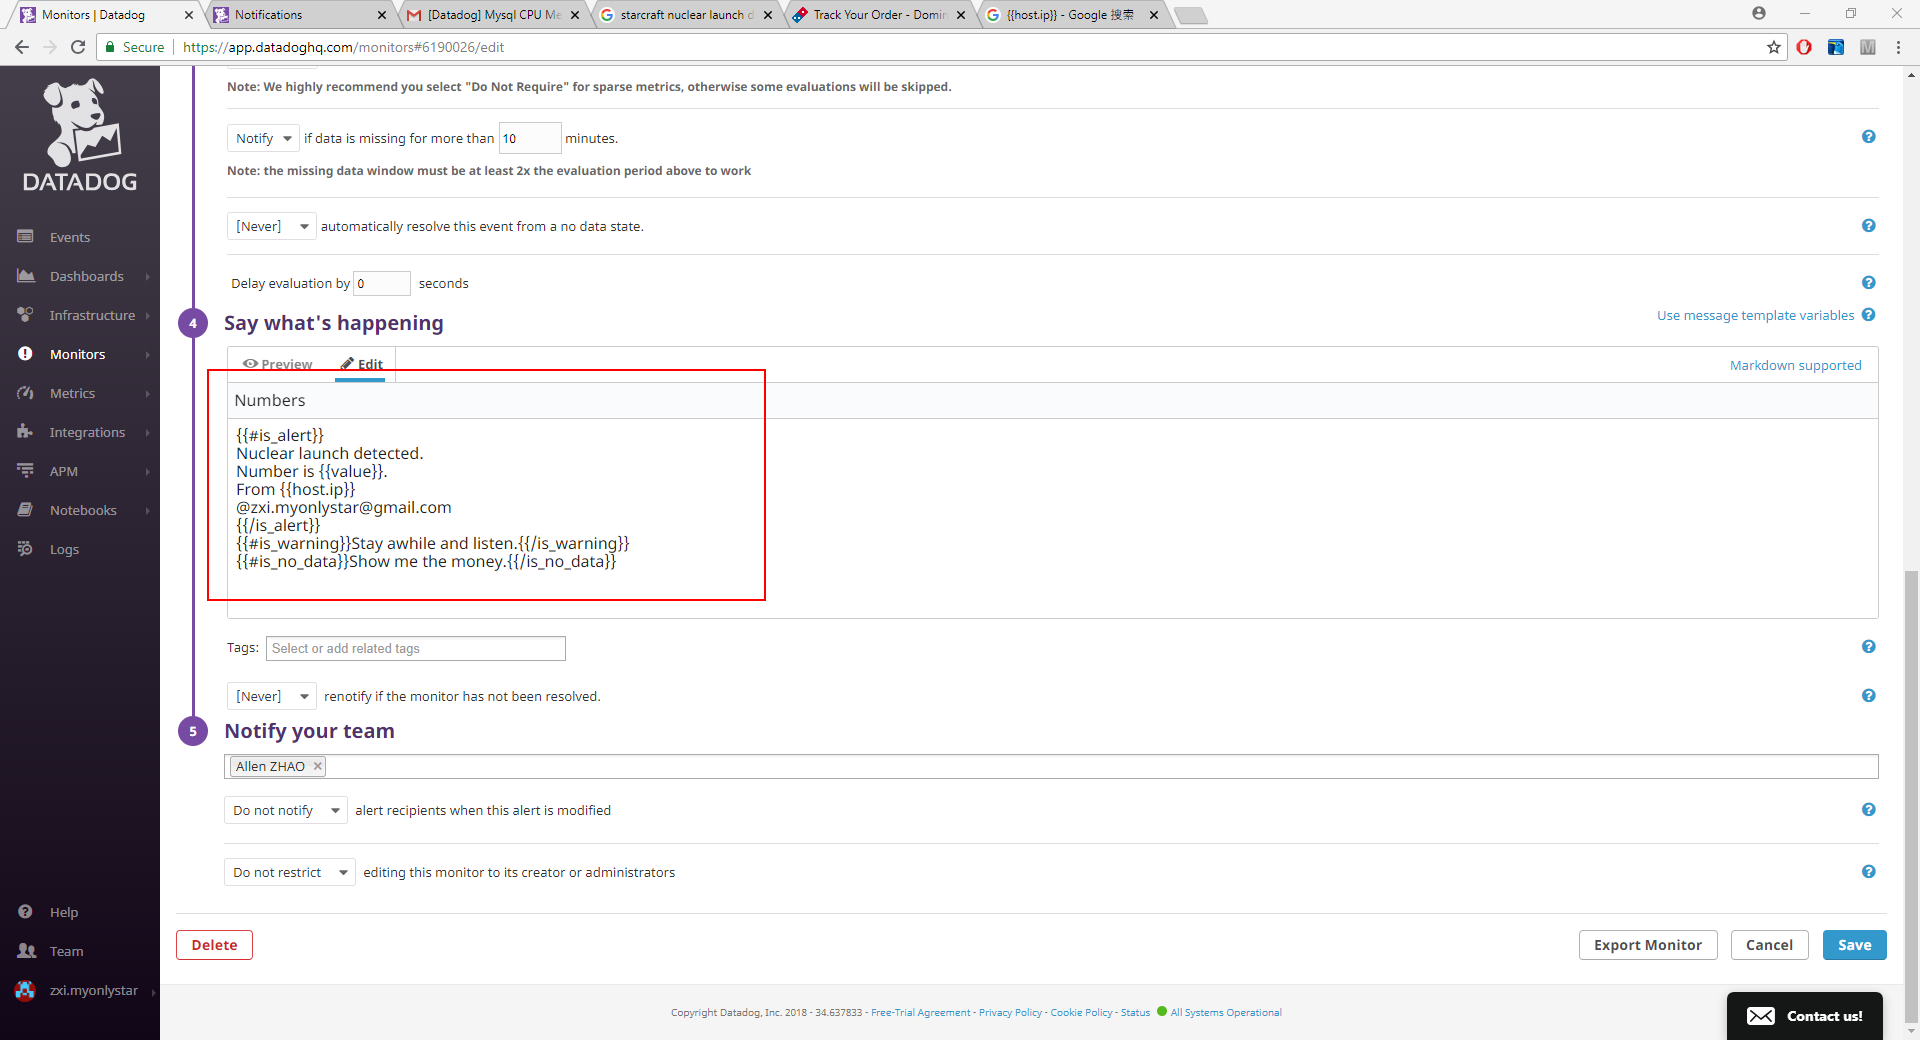 Monitors | Datadog
Notifications
[Datadog] Mysql CPU Me
starcraft nuclear launch d
Track Your Order - Domin
{{host.ip}} - Google 搜索
Secure
https://app.datadoghq.com/monitors#6190026/edit
DATADOG
Events
Dashboards
Infrastructure
Monitors
Metrics
Integrations
APM
Notebooks
Logs
Help
Team
zxi.myonlystar
Note: We highly recommend you select "Do Not Require" for sparse metrics, otherwise some evaluations will be skipped.
Notify if data is missing for more than 10 minutes.
Note: the missing data window must be at least 2x the evaluation period above to work
[Never] automatically resolve this event from a no data state.
Delay evaluation by 0 seconds
4 Say what's happening
Use message template variables
Preview Edit
Markdown supported
Numbers
{{#is_alert}}
Nuclear launch detected.
Number is {{value}}.
From {{host.ip}}
@zxi.myonlystar@gmail.com
{{/is_alert}}
{{#is_warning}}Stay awhile and listen.{{/is_warning}}
{{#is_no_data}}Show me the money.{{/is_no_data}}
Tags: Select or add related tags
[Never] renotify if the monitor has not been resolved.
5 Notify your team
Allen ZHAO ×
Do not notify alert recipients when this alert is modified
Do not restrict editing this monitor to its creator or administrators
Delete
Export Monitor Cancel Save
Copyright Datadog, Inc. 2018 - 34.637833 - Free-Trial Agreement - Privacy Policy - Cookie Policy - Status All Systems Operational
Contact us!